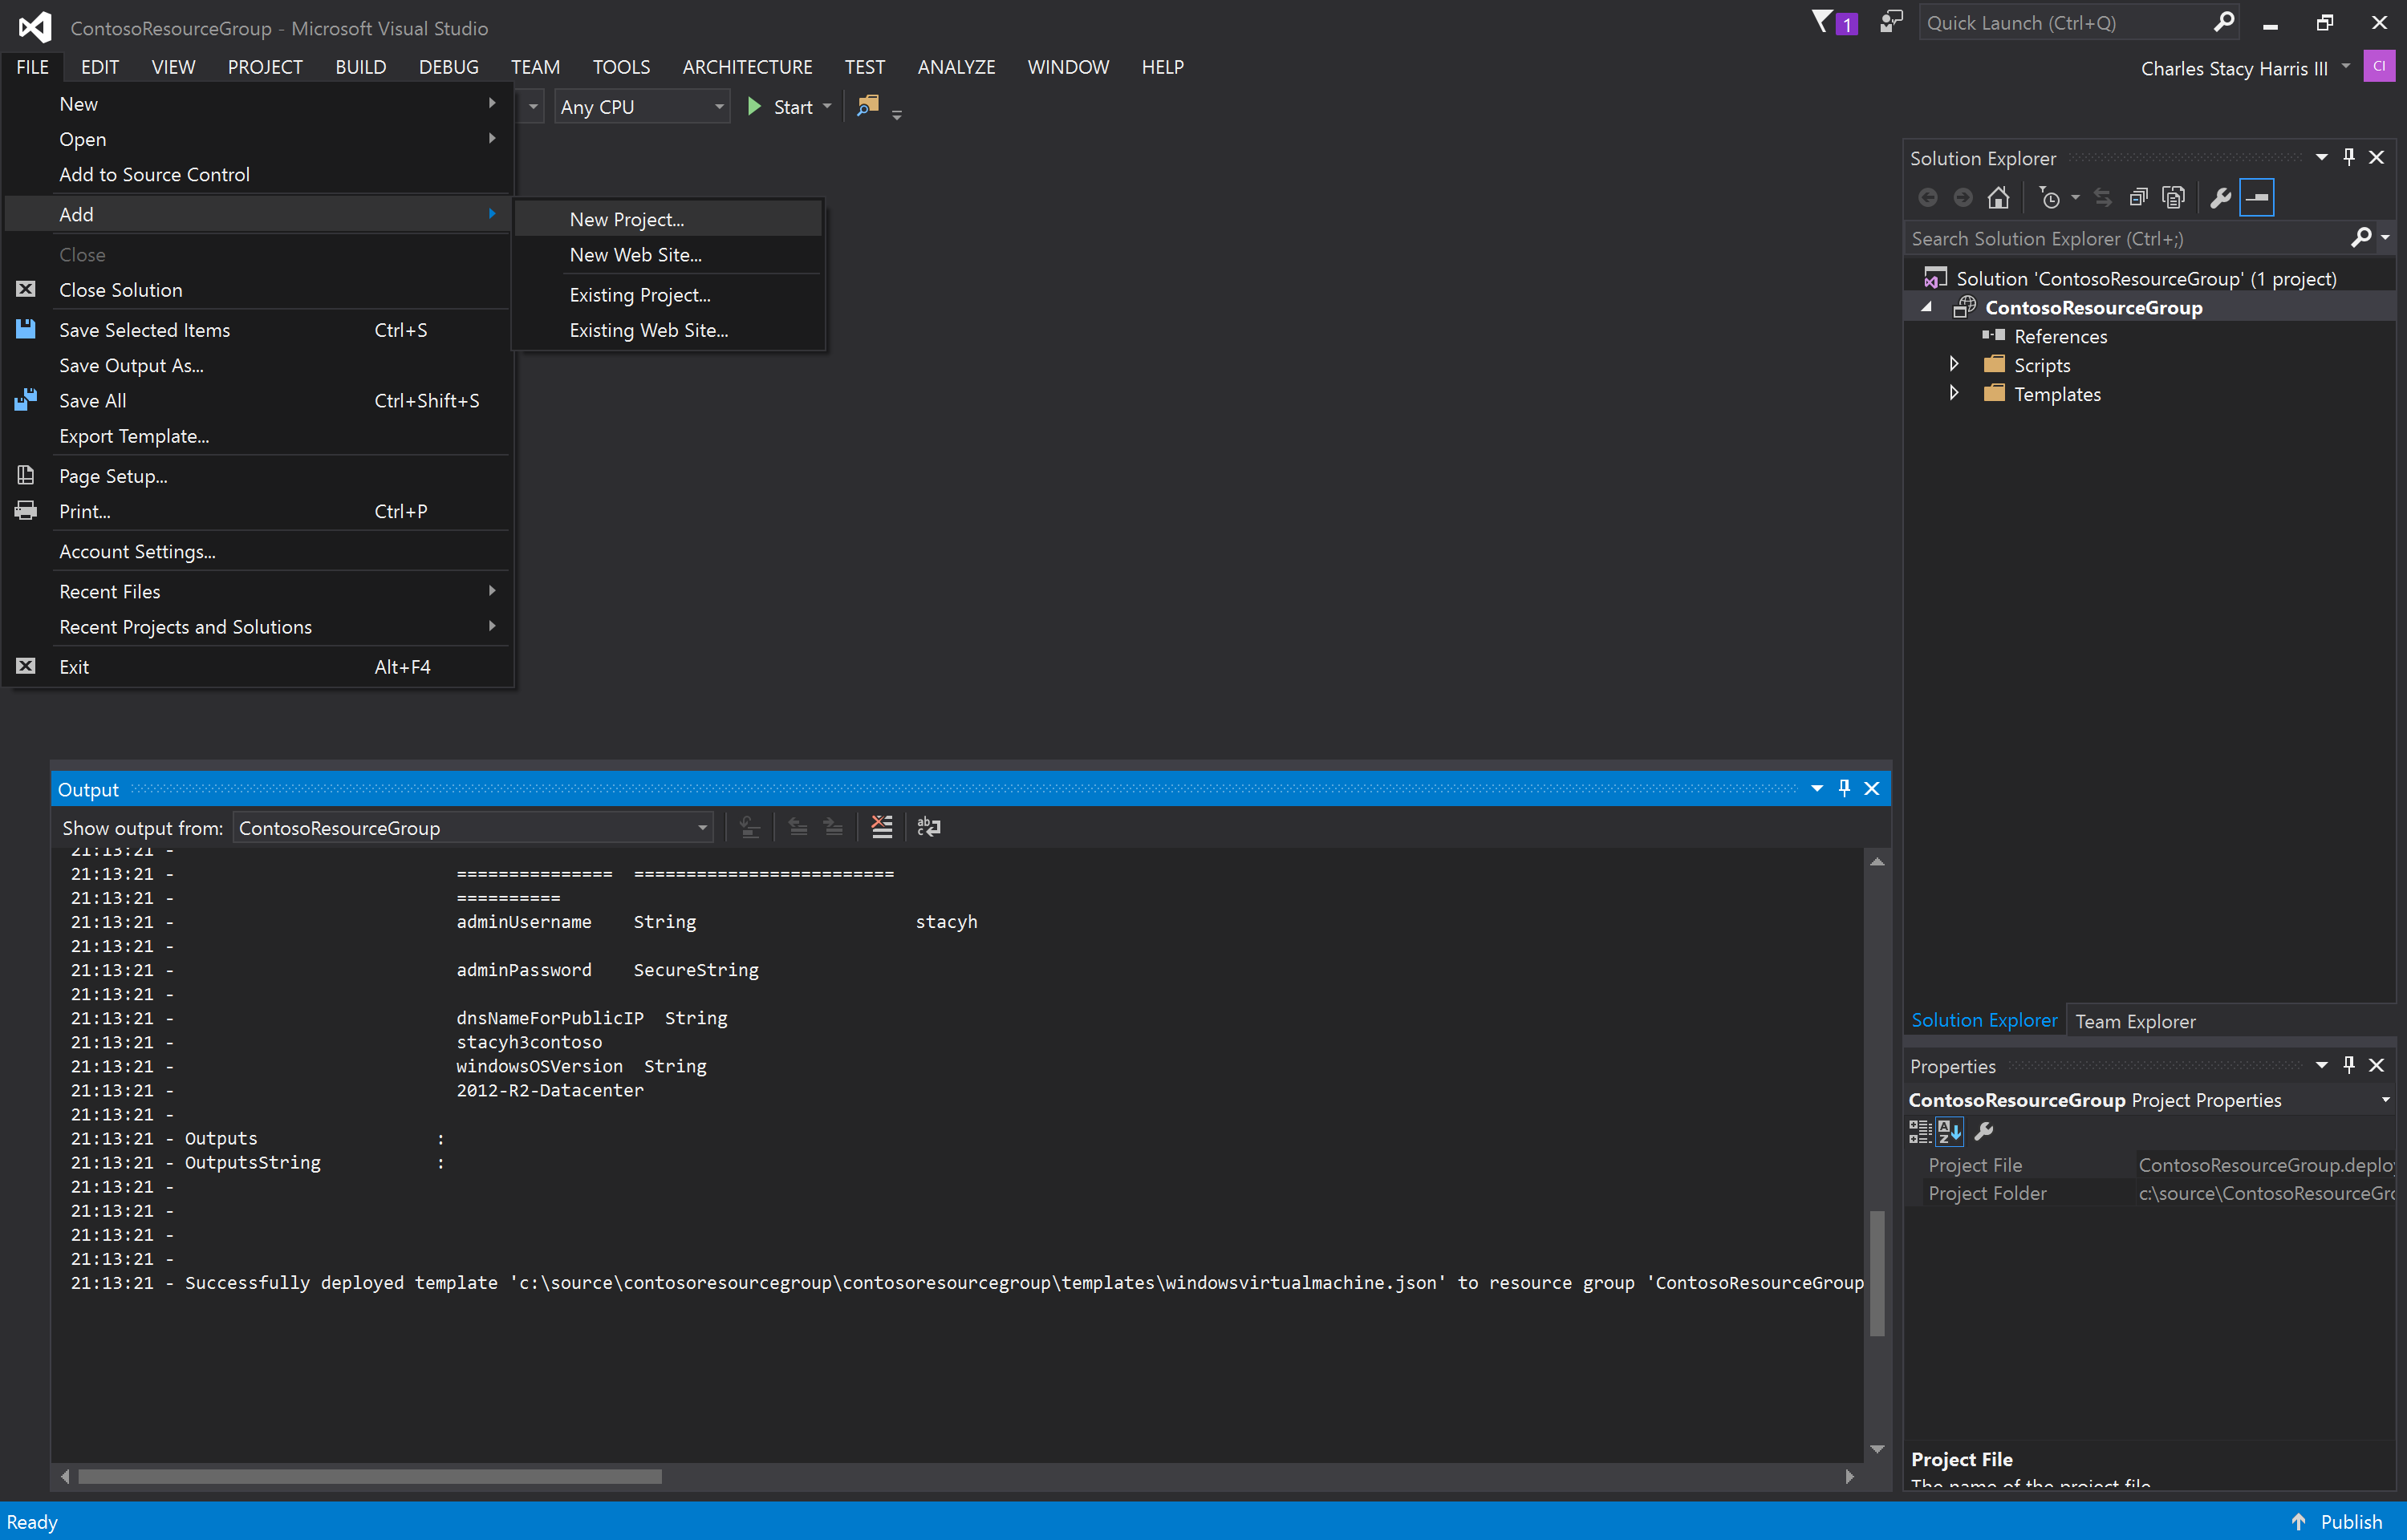 ContosoResourceGroup - Microsoft Visual Studio
1
Quick Launch (Ctrl+Q)
FILE EDIT VIEW PROJECT BUILD DEBUG TEAM TOOLS ARCHITECTURE TEST ANALYZE WINDOW HELP
Charles Stacy Harris III
CI
Any CPU
Start
New
Open
Add to Source Control
Add
Close
Close Solution
Save Selected Items Ctrl+S
Save Output As...
Save All Ctrl+Shift+S
Export Template...
Page Setup...
Print... Ctrl+P
Account Settings...
Recent Files
Recent Projects and Solutions
Exit Alt+F4
New Project...
New Web Site...
Existing Project...
Existing Web Site...
Solution Explorer
Search Solution Explorer (Ctrl+;)
Solution 'ContosoResourceGroup' (1 project)
ContosoResourceGroup
References
Scripts
Templates
Output
Show output from: ContosoResourceGroup
21:13:21 -
21:13:21 - =============== =========================
21:13:21 - ==========
21:13:21 - adminUsername String stacyh
21:13:21 -
21:13:21 - adminPassword SecureString
21:13:21 -
21:13:21 - dnsNameForPublicIP String
21:13:21 - stacyh3contoso
21:13:21 - windowsOSVersion String
21:13:21 - 2012-R2-Datacenter
21:13:21 -
21:13:21 - Outputs :
21:13:21 - OutputsString :
21:13:21 -
21:13:21 -
21:13:21 -
21:13:21 -
21:13:21 - Successfully deployed template 'c:\source\contosoresourcegroup\contosoresourcegroup\templates\windowsvirtualmachine.json' to resource group 'ContosoResourceGroup
Solution Explorer Team Explorer
Properties
ContosoResourceGroup Project Properties
Project File ContosoResourceGroup.deploy
Project Folder c:\source\ContosoResourceGro
Project File
The name of the project file
Ready
Publish